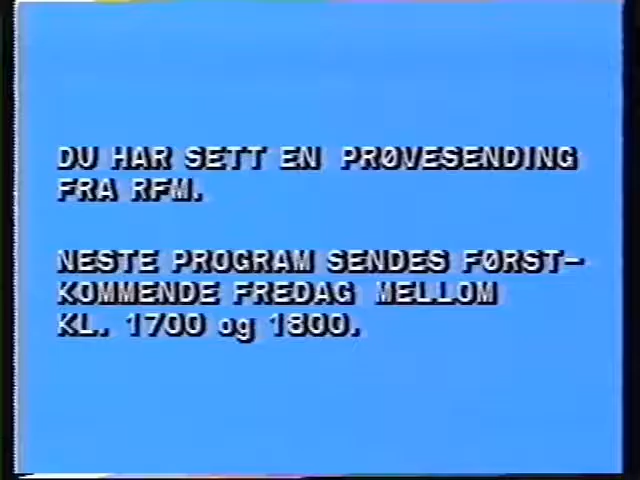 DU HAR SETT EN PRØVESENDING
FRA RFM.
NESTE PROGRAM SENDES FØRST-
KOMMENDE FREDAG MELLOM
KL. 1700 og 1800.